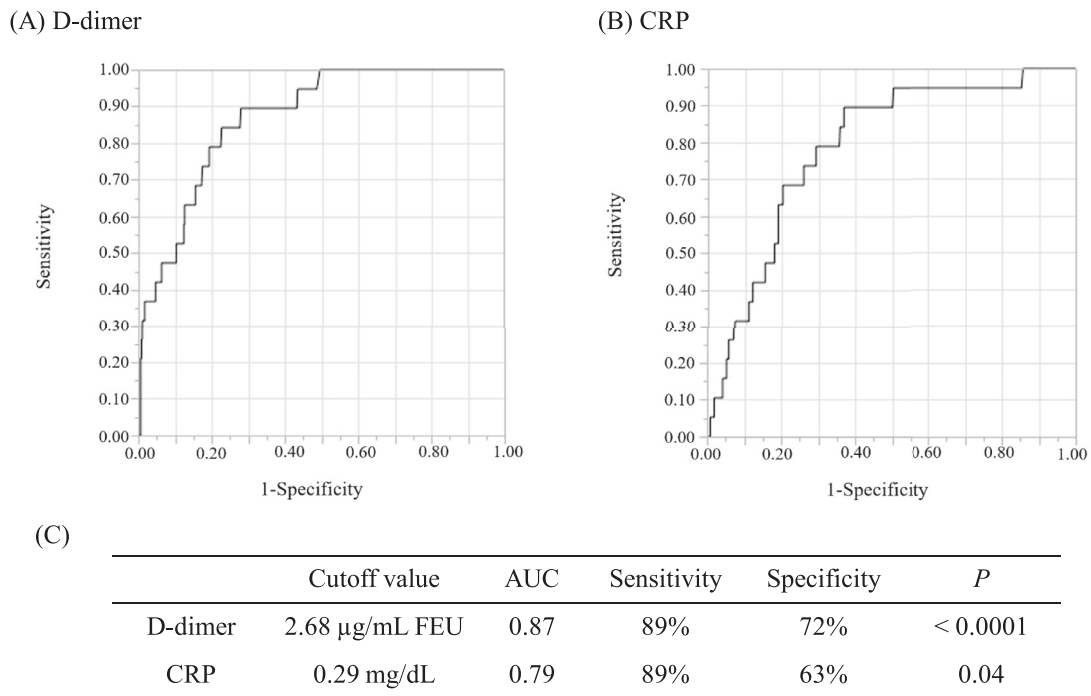 (A) D-dimer
1.00
0.90
0.80
0.70
0.60
0.50
0.40
0.30
0.20
0.10
0.00
Sensitivity
0.00 0.20 0.40 0.60 0.80 1.00
1-Specificity
(B) CRP
1.00
0.90
0.80
0.70
0.60
0.50
0.40
0.30
0.20
0.10
0.00
Sensitivity
0.00 0.20 0.40 0.60 0.80 1.00
1-Specificity
(C)
Cutoff value AUC Sensitivity Specificity P
D-dimer 2.68 µg/mL FEU 0.87 89% 72% < 0.0001
CRP 0.29 mg/dL 0.79 89% 63% 0.04